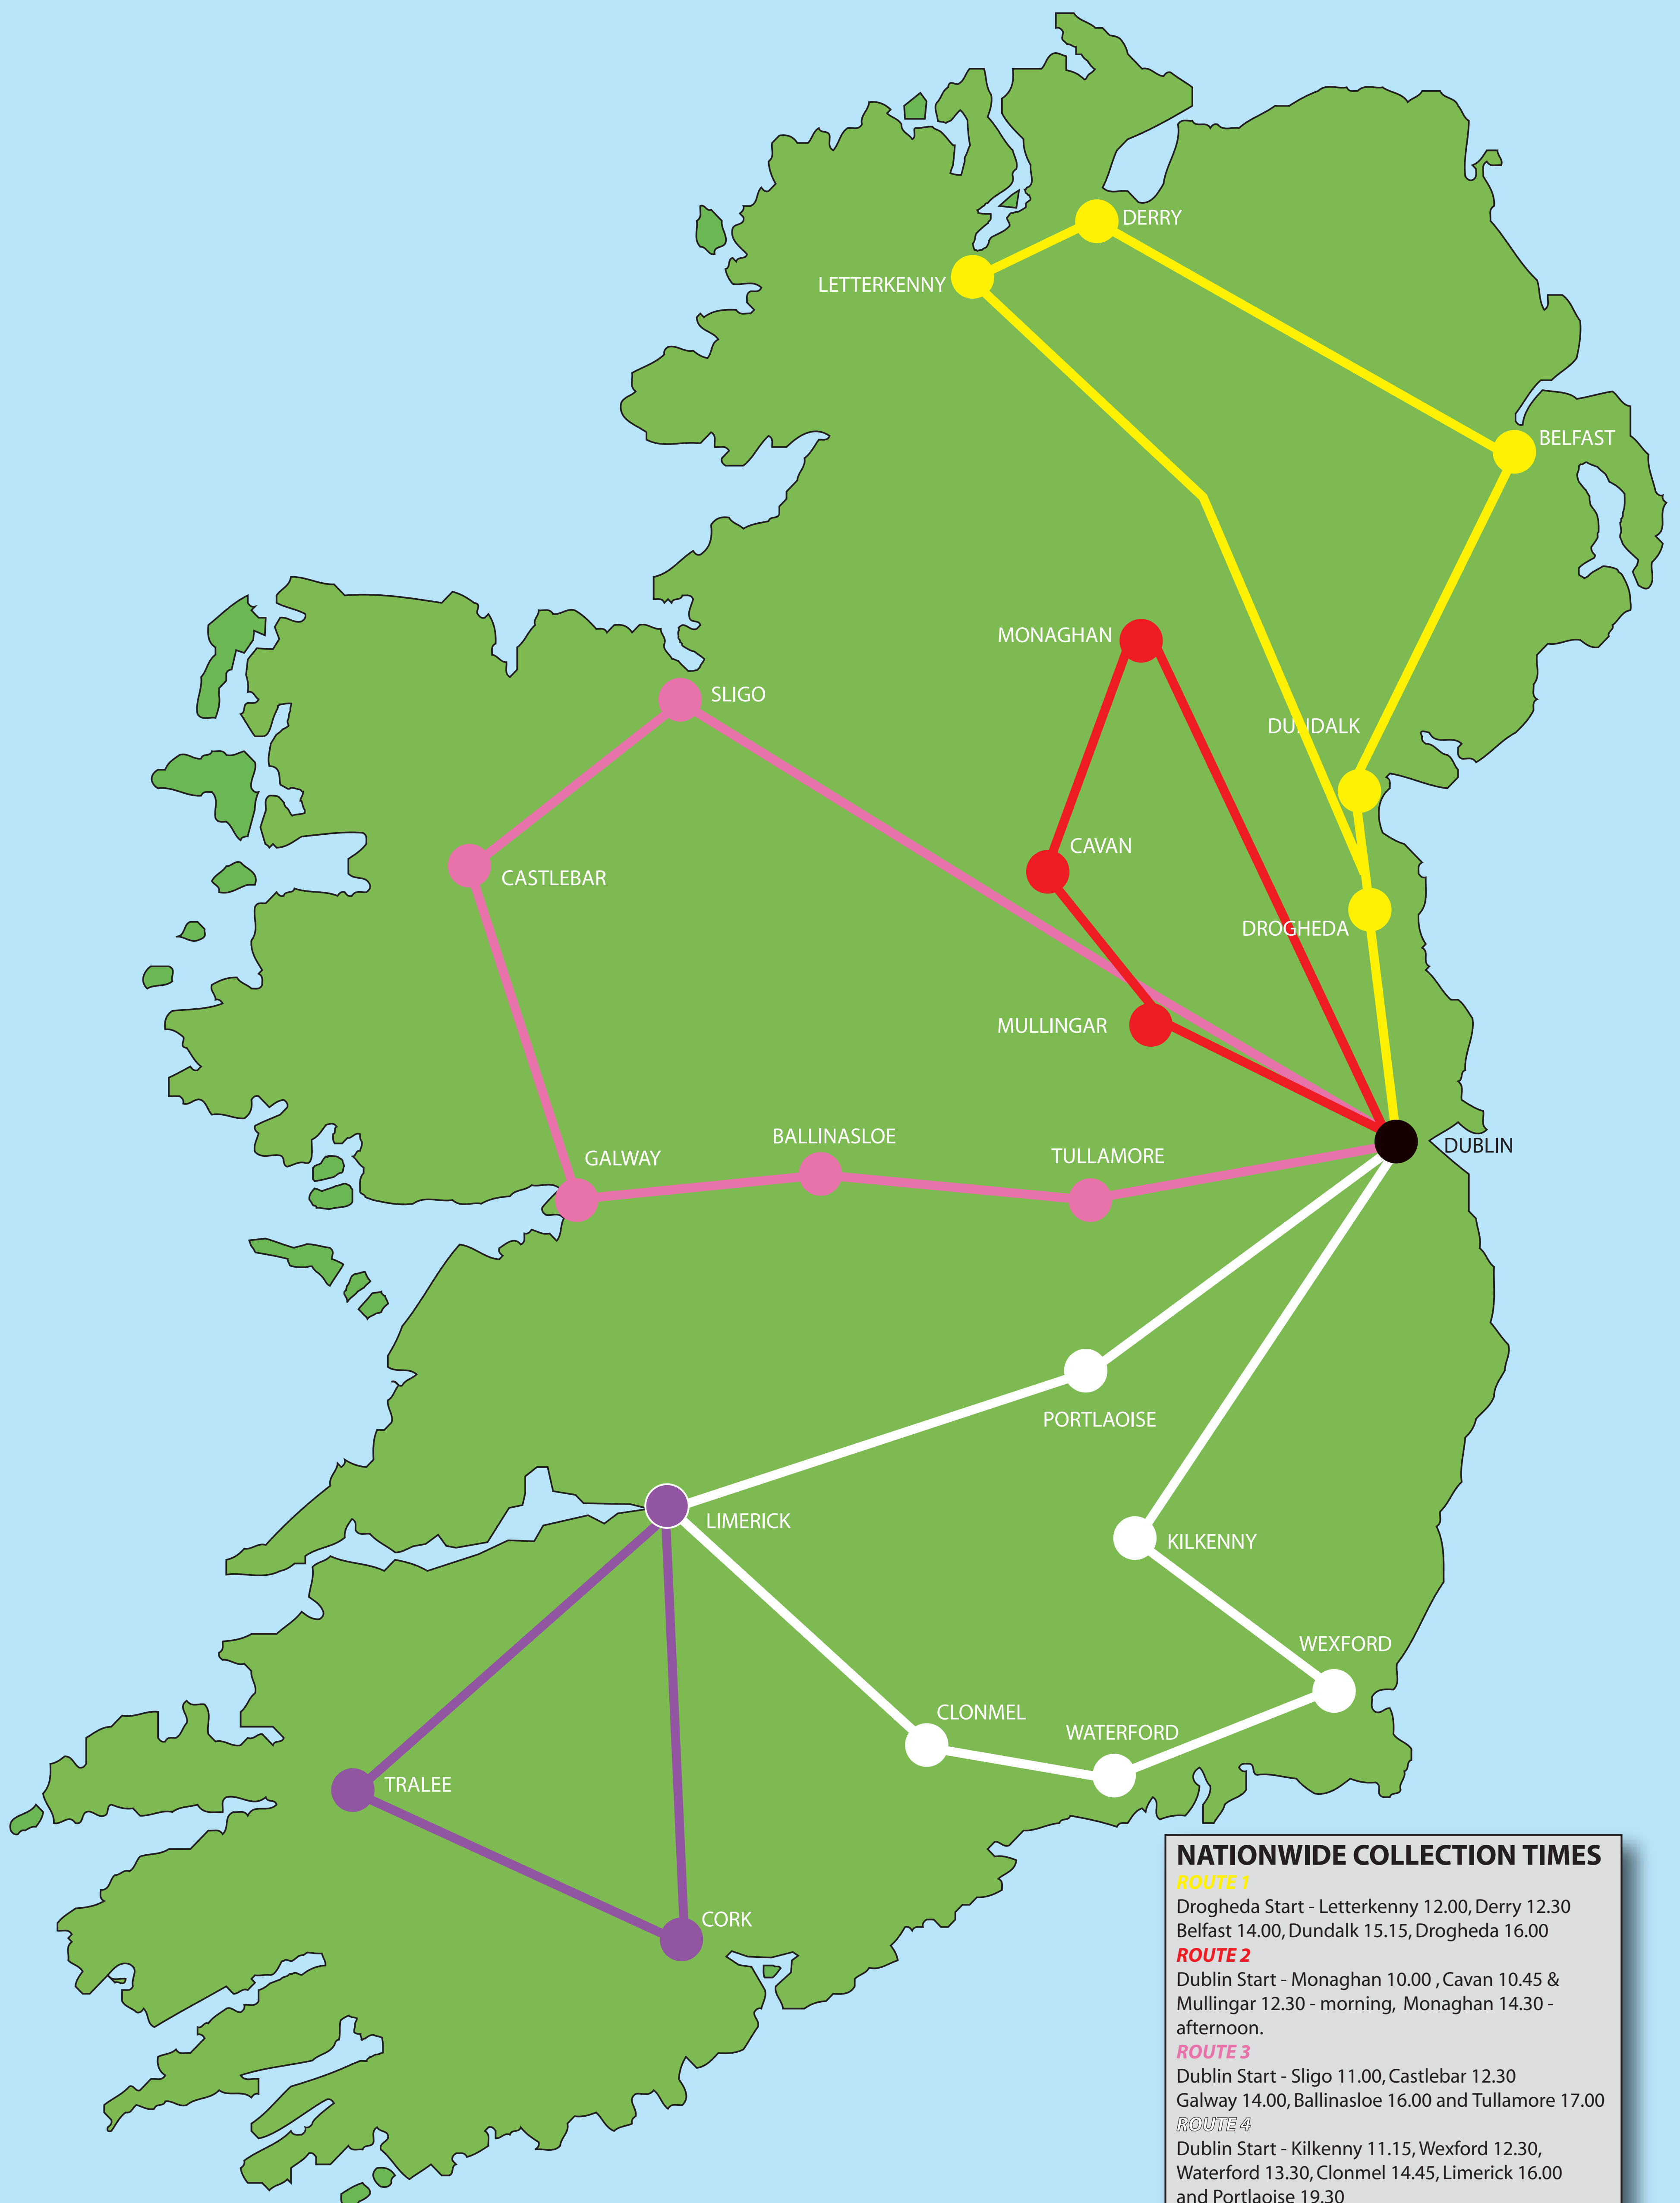 DERRY
LETTERKENNY
BELFAST
MONAGHAN
SLIGO
DUNDALK
CAVAN
CASTLEBAR
DROGHEDA
MULLINGAR
BALLINASLOE
DUBLIN
GALWAY
TULLAMORE
PORTLAOISE
LIMERICK
KILKENNY
WEXFORD
CLONMEL
WATERFORD
TRALEE
CORK
NATIONWIDE COLLECTION TIMES
ROUTE 1
Drogheda Start - Letterkenny 12.00, Derry 12.30
Belfast 14.00, Dundalk 15.15, Drogheda 16.00
ROUTE 2
Dublin Start - Monaghan 10.00 , Cavan 10.45 &
Mullingar 12.30 - morning, Monaghan 14.30 -
afternoon.
ROUTE 3
Dublin Start - Sligo 11.00, Castlebar 12.30
Galway 14.00, Ballinasloe 16.00 and Tullamore 17.00
ROUTE 4
Dublin Start - Kilkenny 11.15, Wexford 12.30,
Waterford 13.30, Clonmel 14.45, Limerick 16.00
and Portlaoise 19.30